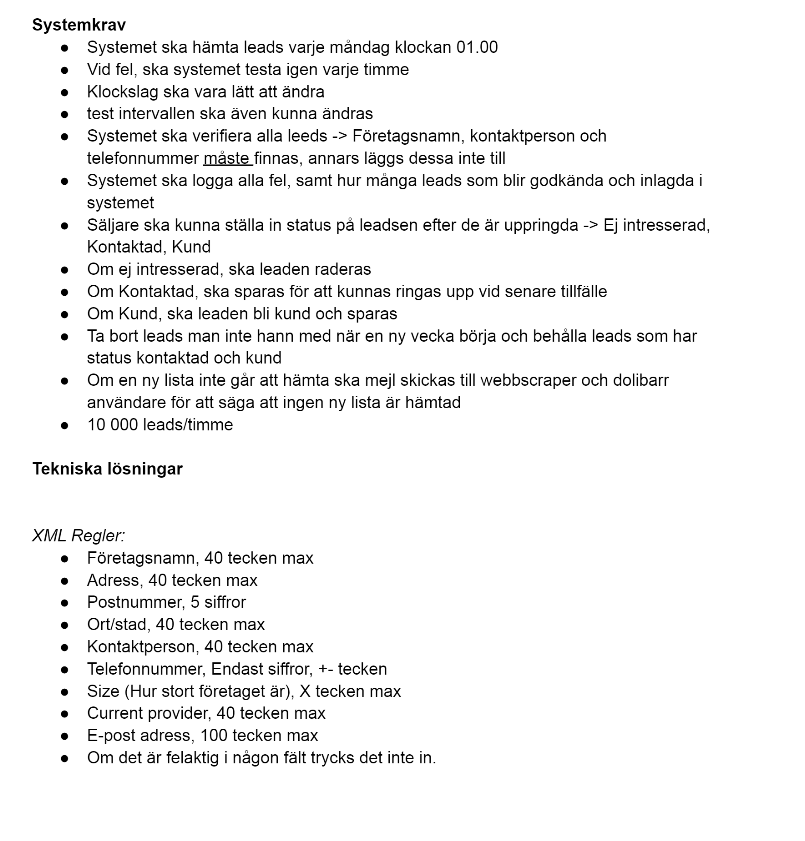 Systemkrav
● Systemet ska hämta leads varje måndag klockan 01.00
● Vid fel, ska systemet testa igen varje timme
● Klockslag ska vara lätt att ändra
● test intervallen ska även kunna ändras
● Systemet ska verifiera alla leeds -> Företagsnamn, kontaktperson och
telefonnummer måste finnas, annars läggs dessa inte till
● Systemet ska logga alla fel, samt hur många leads som blir godkända och inlagda i
systemet
● Säljare ska kunna ställa in status på leadsen efter de är uppringda -> Ej intresserad,
Kontaktad, Kund
● Om ej intresserad, ska leaden raderas
● Om Kontaktad, ska sparas för att kunnas ringas upp vid senare tillfälle
● Om Kund, ska leaden bli kund och sparas
● Ta bort leads man inte hann med när en ny vecka börja och behålla leads som har
status kontaktad och kund
● Om en ny lista inte går att hämta ska mejl skickas till webbscraper och dolibarr
användare för att säga att ingen ny lista är hämtad
● 10 000 leads/timme
Tekniska lösningar
XML Regler:
● Företagsnamn, 40 tecken max
● Adress, 40 tecken max
● Postnummer, 5 siffror
● Ort/stad, 40 tecken max
● Kontaktperson, 40 tecken max
● Telefonnummer, Endast siffror, +- tecken
● Size (Hur stort företaget är), X tecken max
● Current provider, 40 tecken max
● E-post adress, 100 tecken max
● Om det är felaktig i någon fält trycks det inte in.